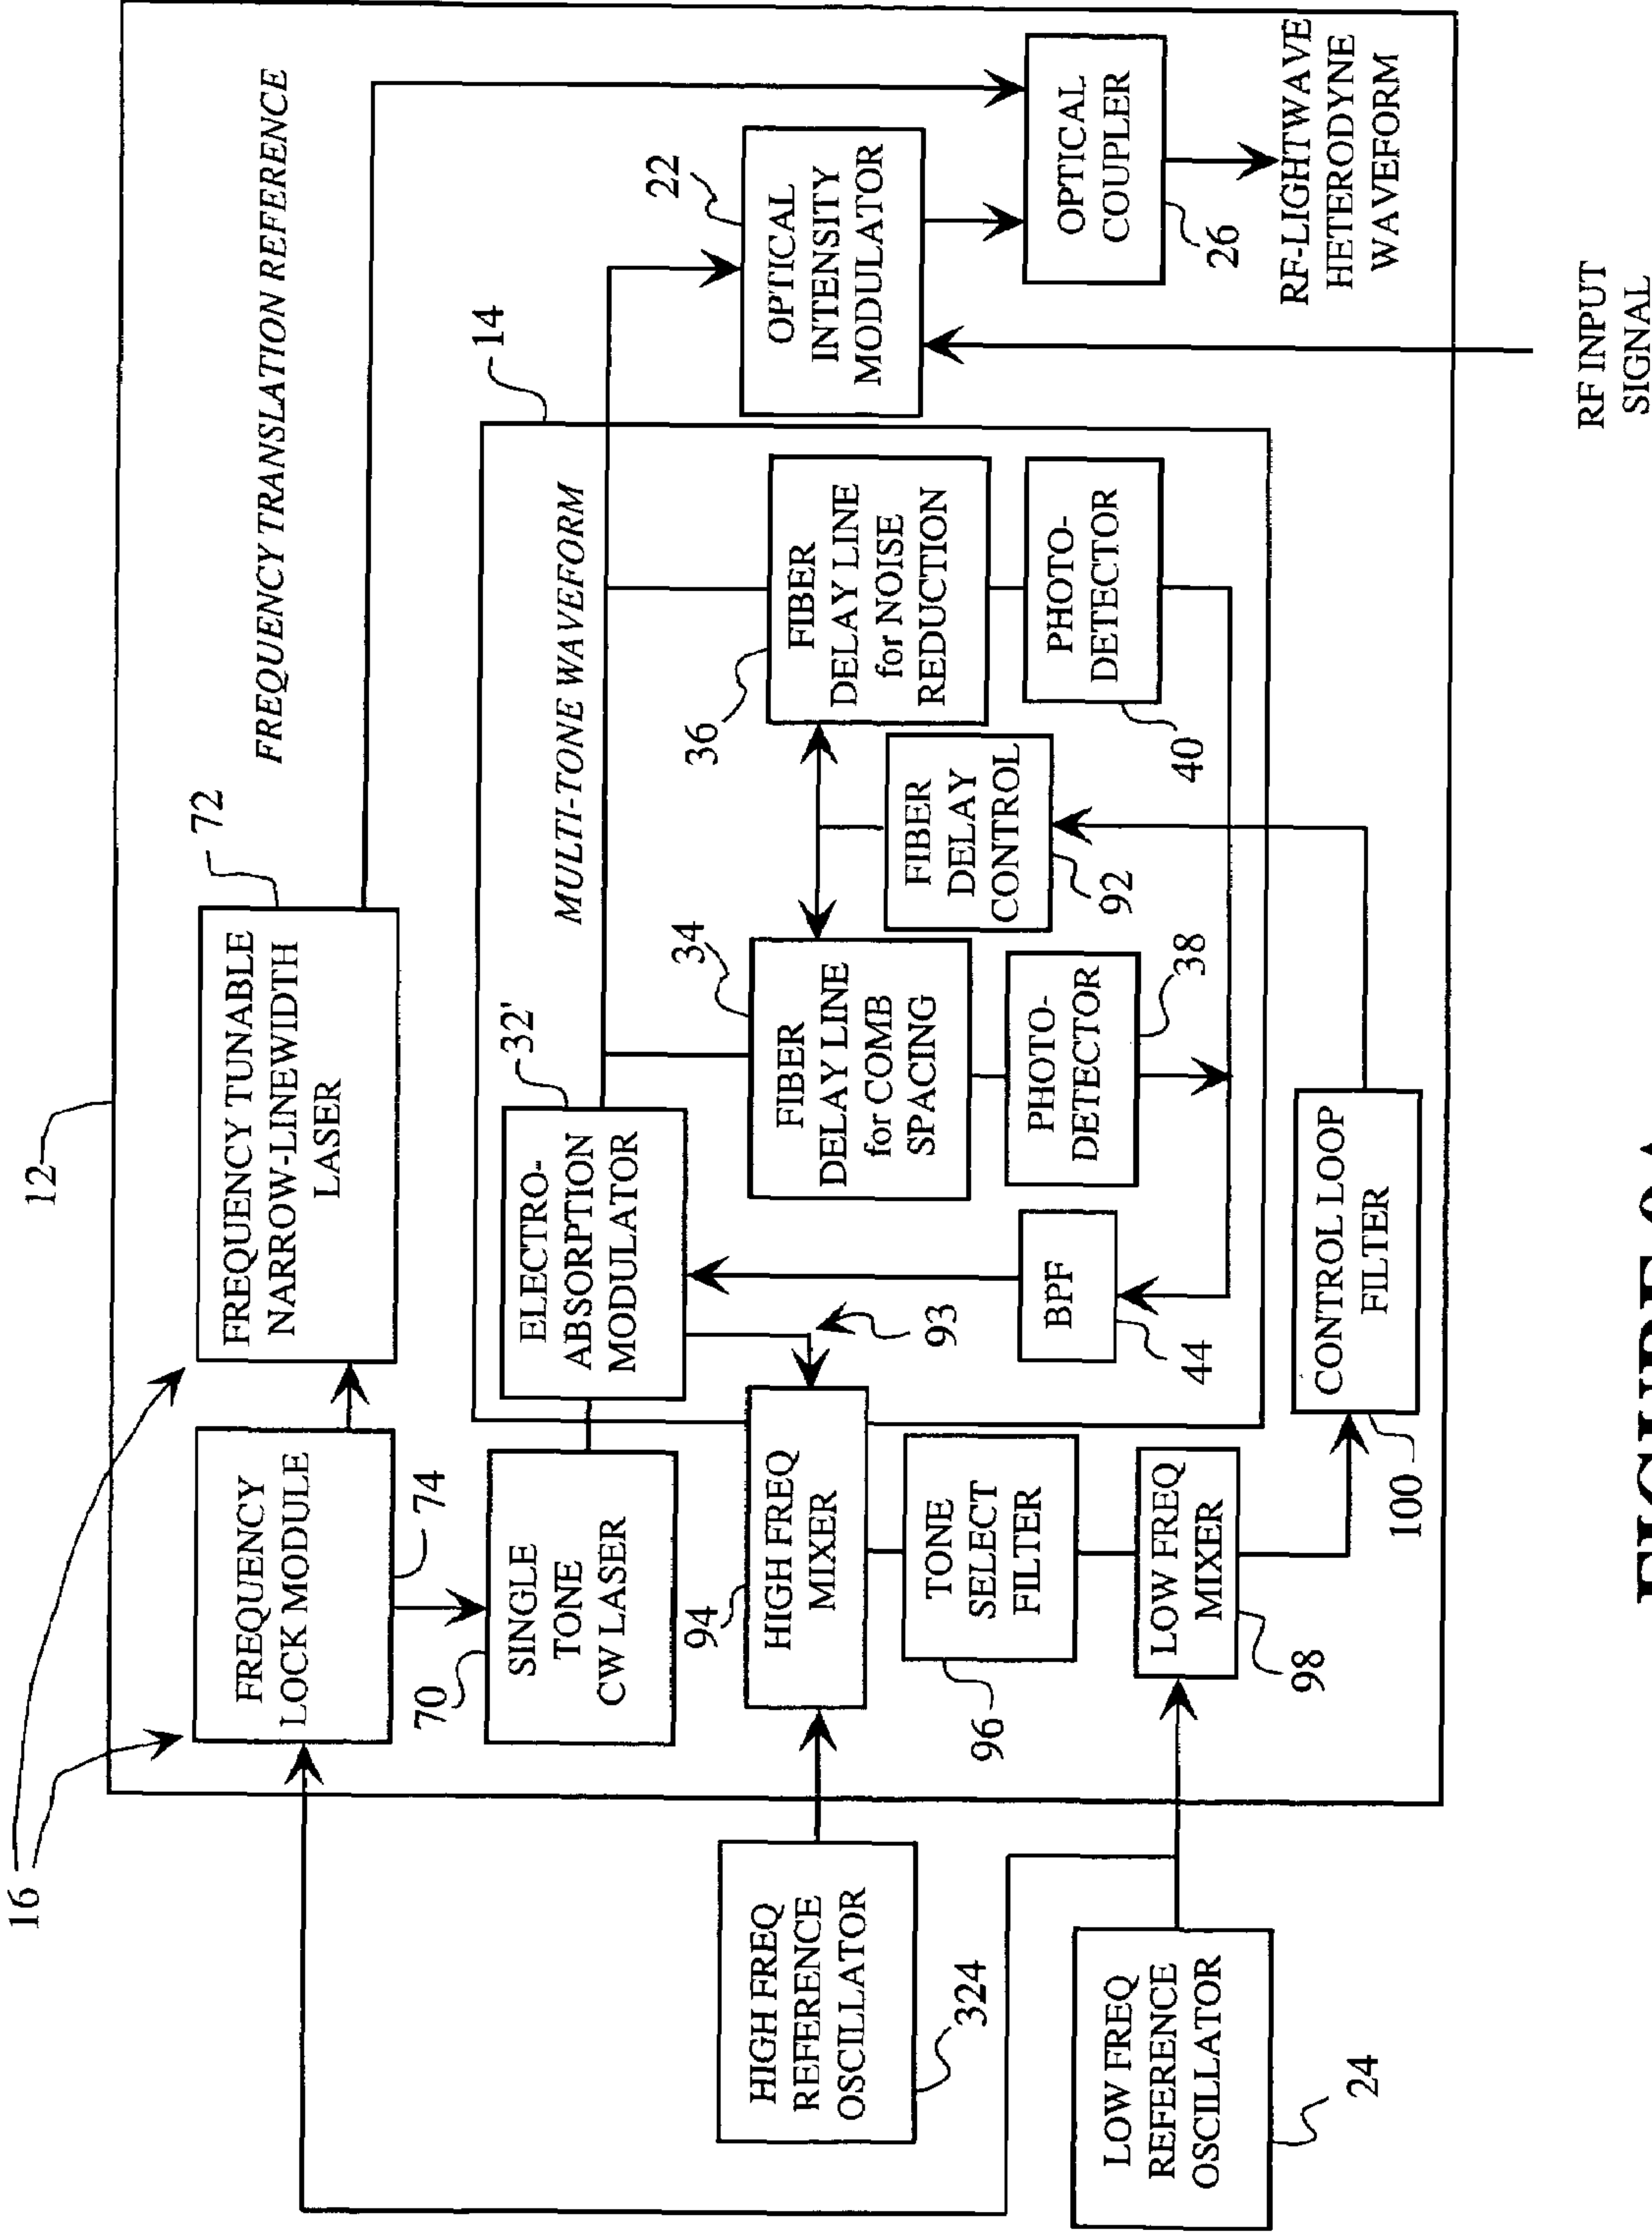 12
16
FREQUENCY TRANSLATION REFERENCE
FREQUENCY
LOCK MODULE
74
FREQUENCY TUNABLE
NARROW-LINEWIDTH
LASER
72
70
SINGLE
TONE
CW LASER
ELECTRO-
ABSORPTION
MODULATOR
32'
MULTI-TONE WAVEFORM
14
22
OPTICAL
INTENSITY
MODULATOR
OPTICAL
COUPLER
26
RF-LIGHTWAVE
HETERODYNE
WAVEFORM
RF INPUT
SIGNAL
HIGH FREQ
REFERENCE
OSCILLATOR
324
94
HIGH FREQ
MIXER
93
34
FIBER
DELAY LINE
for COMB
SPACING
36
FIBER
DELAY LINE
for NOISE
REDUCTION
FIBER
DELAY
CONTROL
92
TONE
SELECT
FILTER
96
BPF
44
PHOTO-
DETECTOR
38
PHOTO-
DETECTOR
40
LOW FREQ
REFERENCE
OSCILLATOR
24
LOW FREQ
MIXER
98
CONTROL LOOP
FILTER
100